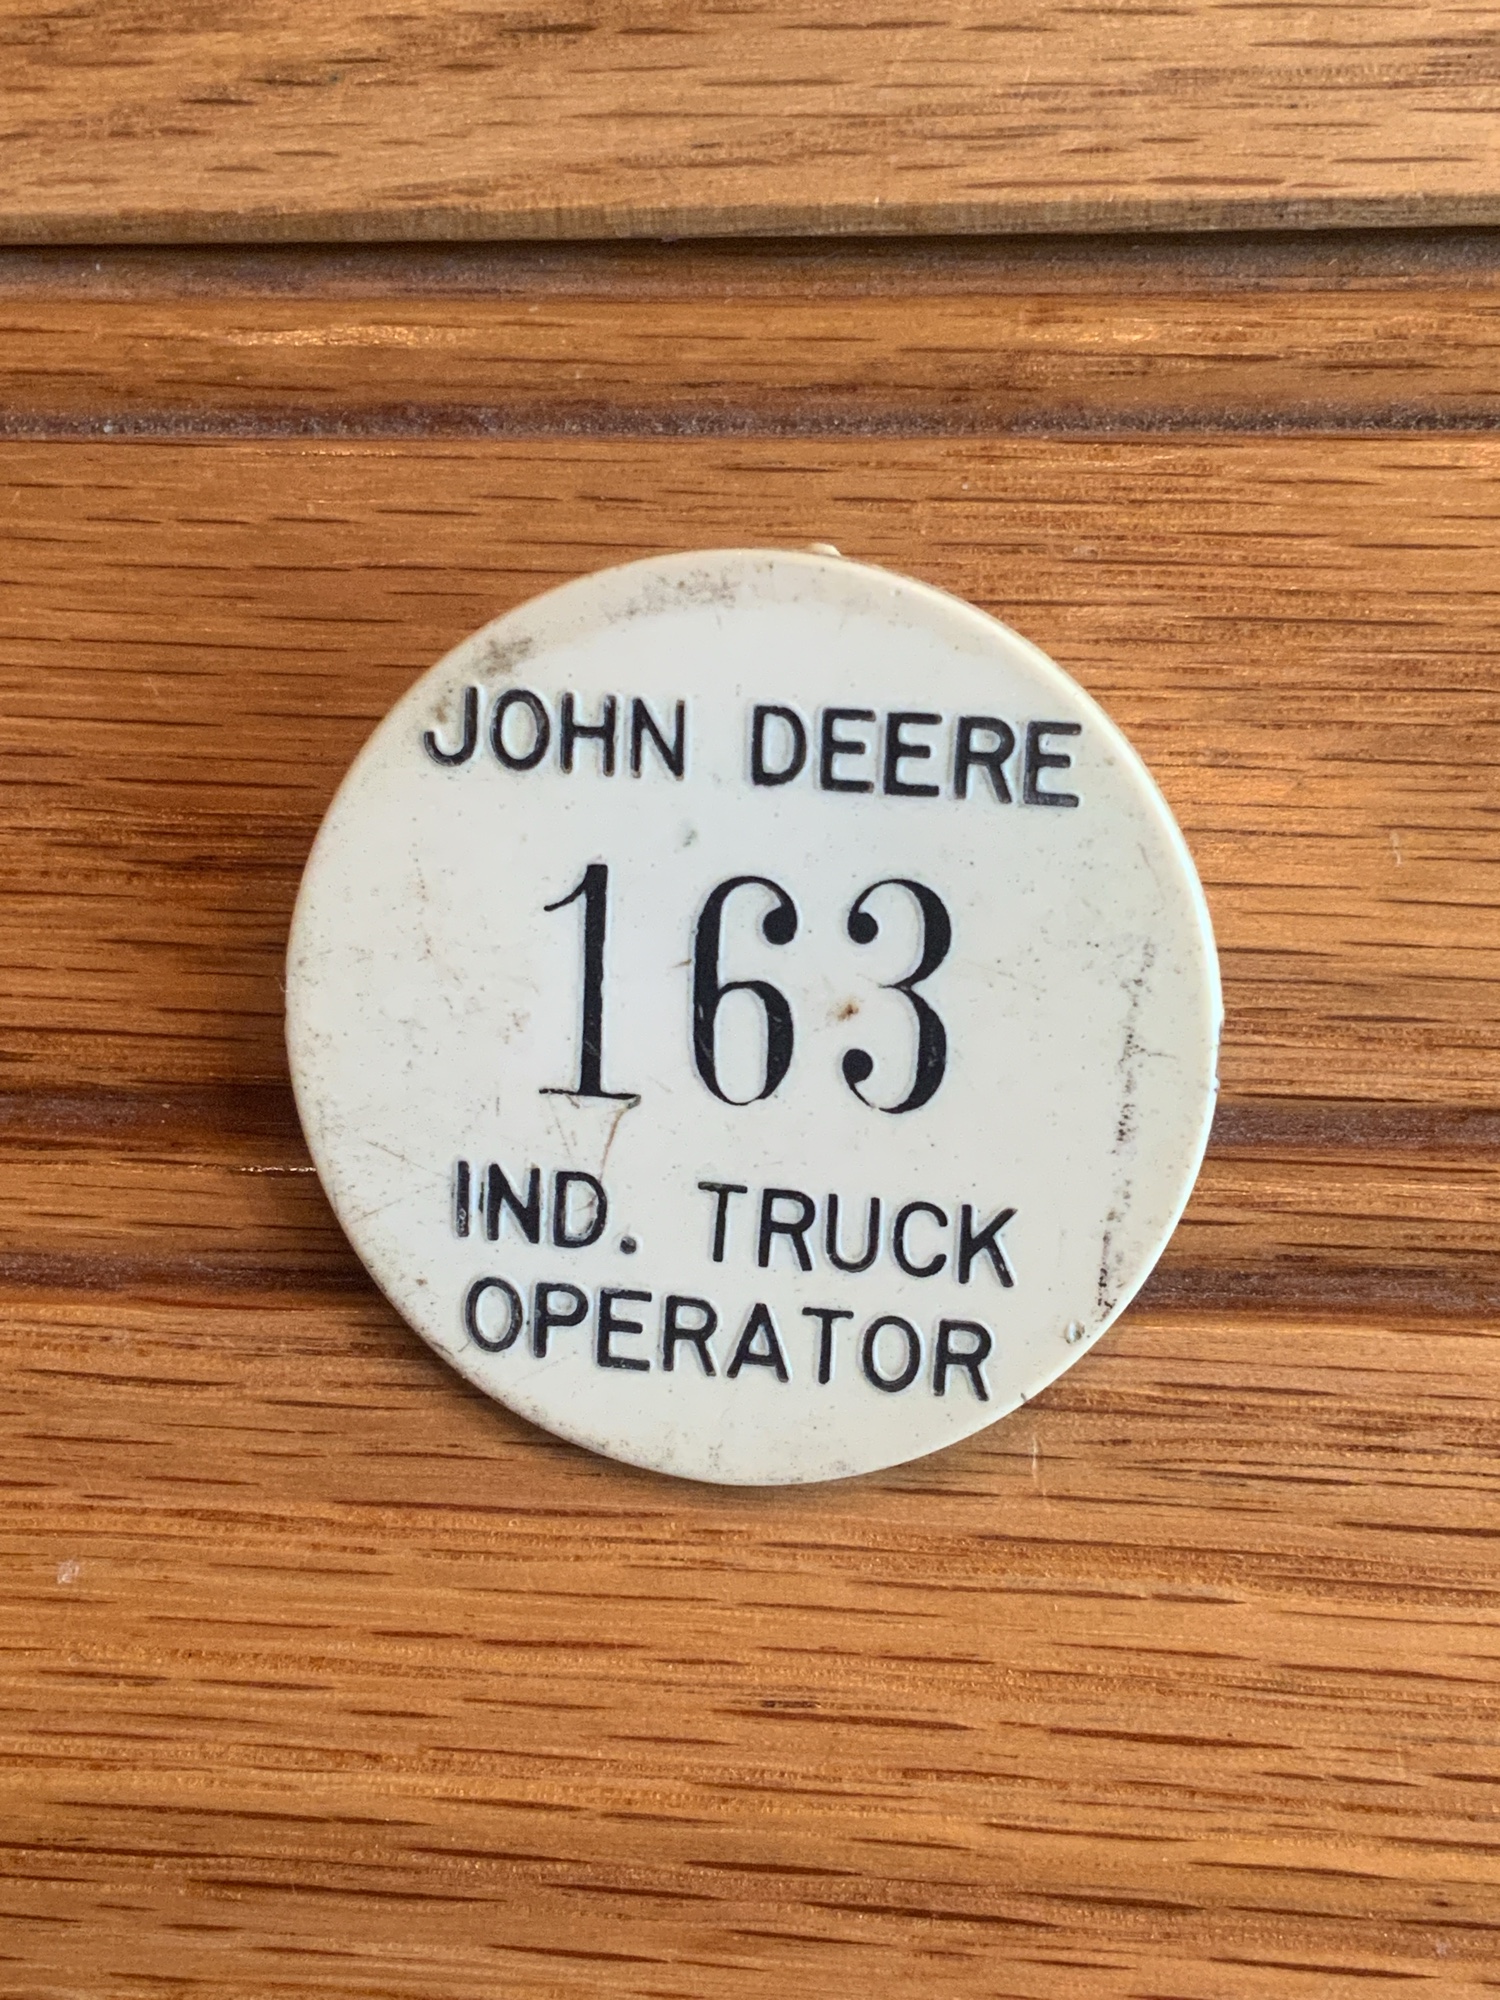 JOHN DEERE
163
IND. TRUCK
OPERATOR